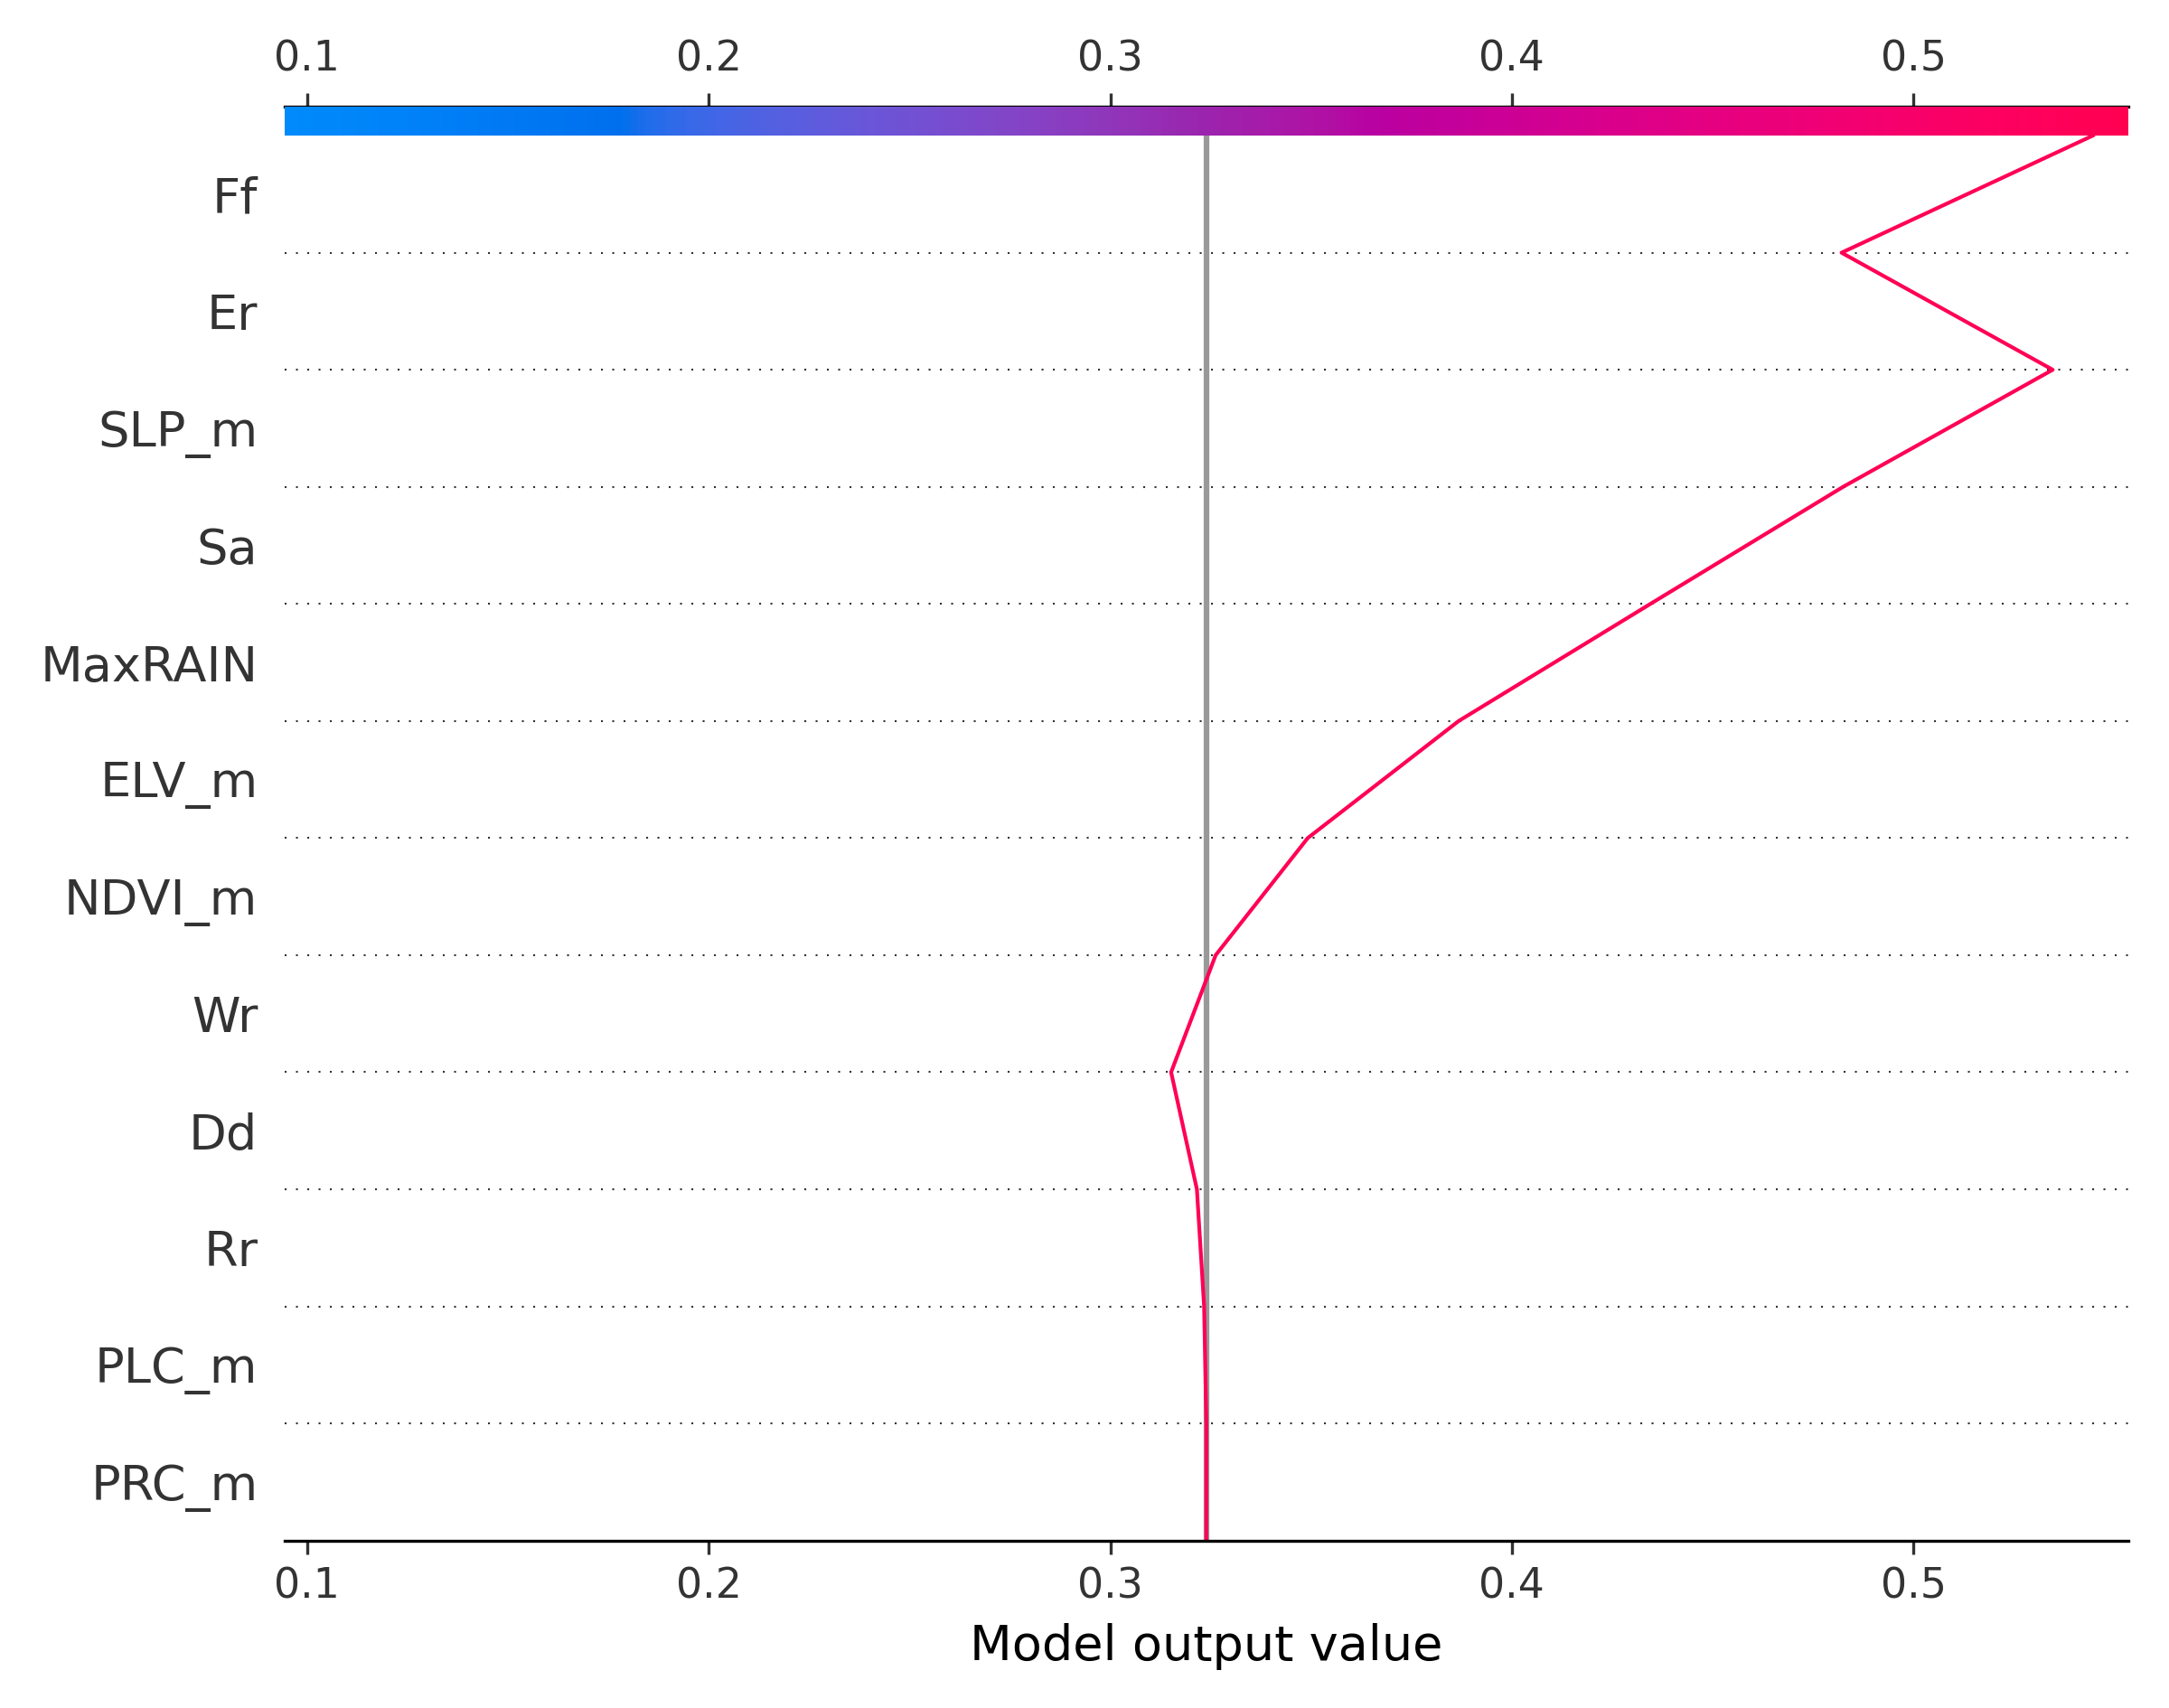 0.1 0.2 0.3 0.4 0.5
Ff
Er
SLP_m
Sa
MaxRAIN
ELV_m
NDVI_m
Wr
Dd
Rr
PLC_m
PRC_m
0.1 0.2 0.3 0.4 0.5
Model output value